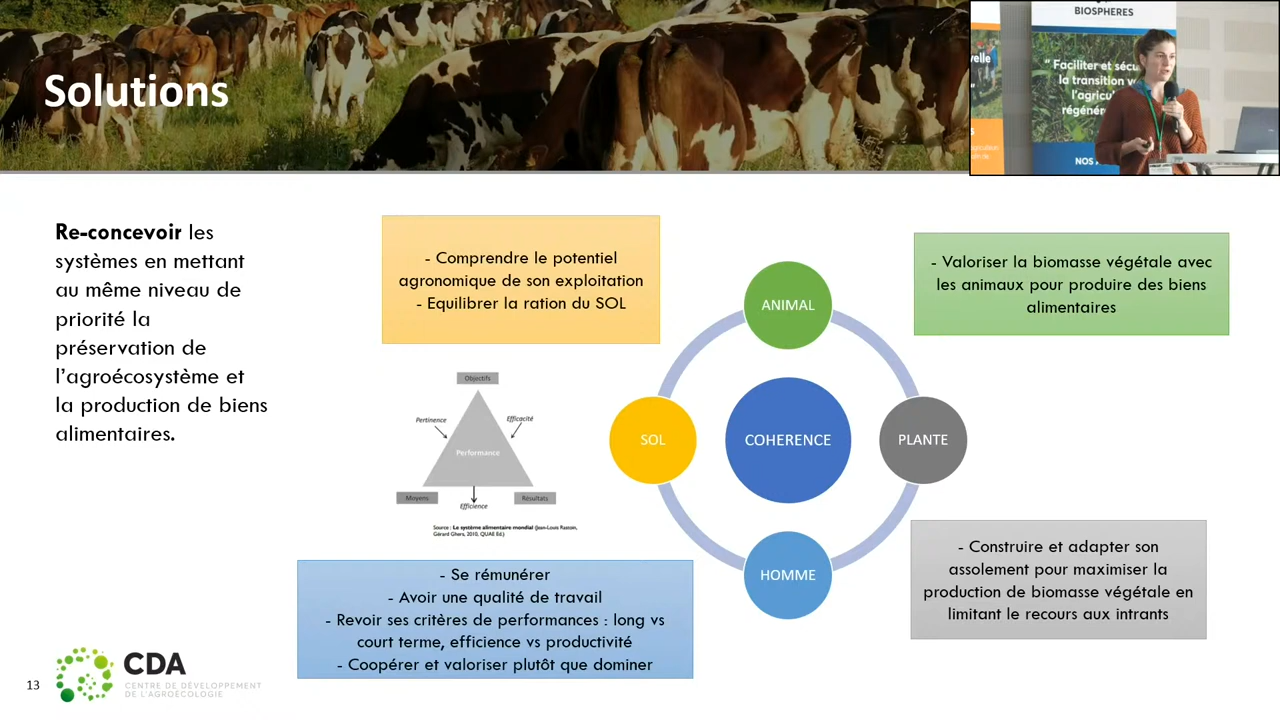 Solutions
BIOSPHERES
velle
" Faciliter et sécu
la transition v
l'agricul
régénér
NOS
Re-concevoir les
systèmes en mettant
au même niveau de
priorité la
préservation de
l'agroécosystème et
la production de biens
alimentaires.
- Comprendre le potentiel
agronomique de son exploitation
- Equilibrer la ration du SOL
- Valoriser la biomasse végétale avec
les animaux pour produire des biens
alimentaires
ANIMAL
SOL
COHERENCE
PLANTE
HOMME
Objectifs
Pertinence
Efficacité
Performance
Moyens
Résultats
Efficience
Source : Le système alimentaire mondial (Jean-Louis Rastoin,
Gérard Ghers, 2010, QUAE Ed.)
- Se rémunérer
- Avoir une qualité de travail
- Revoir ses critères de performances : long vs
court terme, efficience vs productivité
- Coopérer et valoriser plutôt que dominer
- Construire et adapter son
assolement pour maximiser la
production de biomasse végétale en
limitant le recours aux intrants
13
CDA
CENTRE DE DÉVELOPPEMENT
DE L'AGROÉCOLOGIE